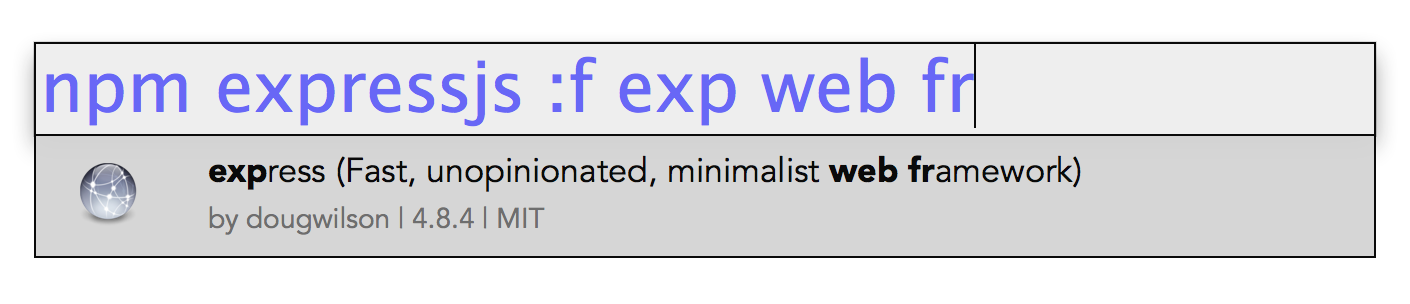 npm expressjs :f exp web fr
express (Fast, unopinionated, minimalist web framework)
by dougwilson | 4.8.4 | MIT